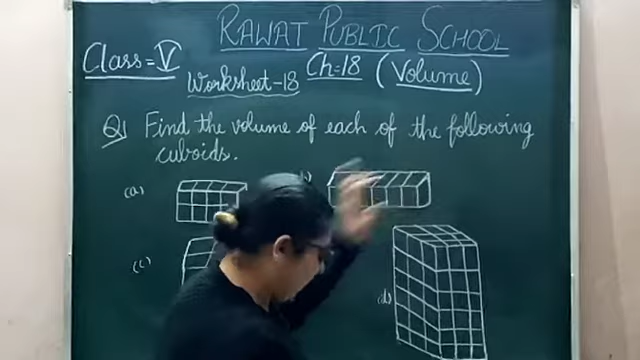 RAWAT PUBLIC SCHOOL
Class = V
Ch:18 (Volume)
Worksheet-18
Q1 Find the volume of each of the following
cuboids.
(a)
(c)
(d)